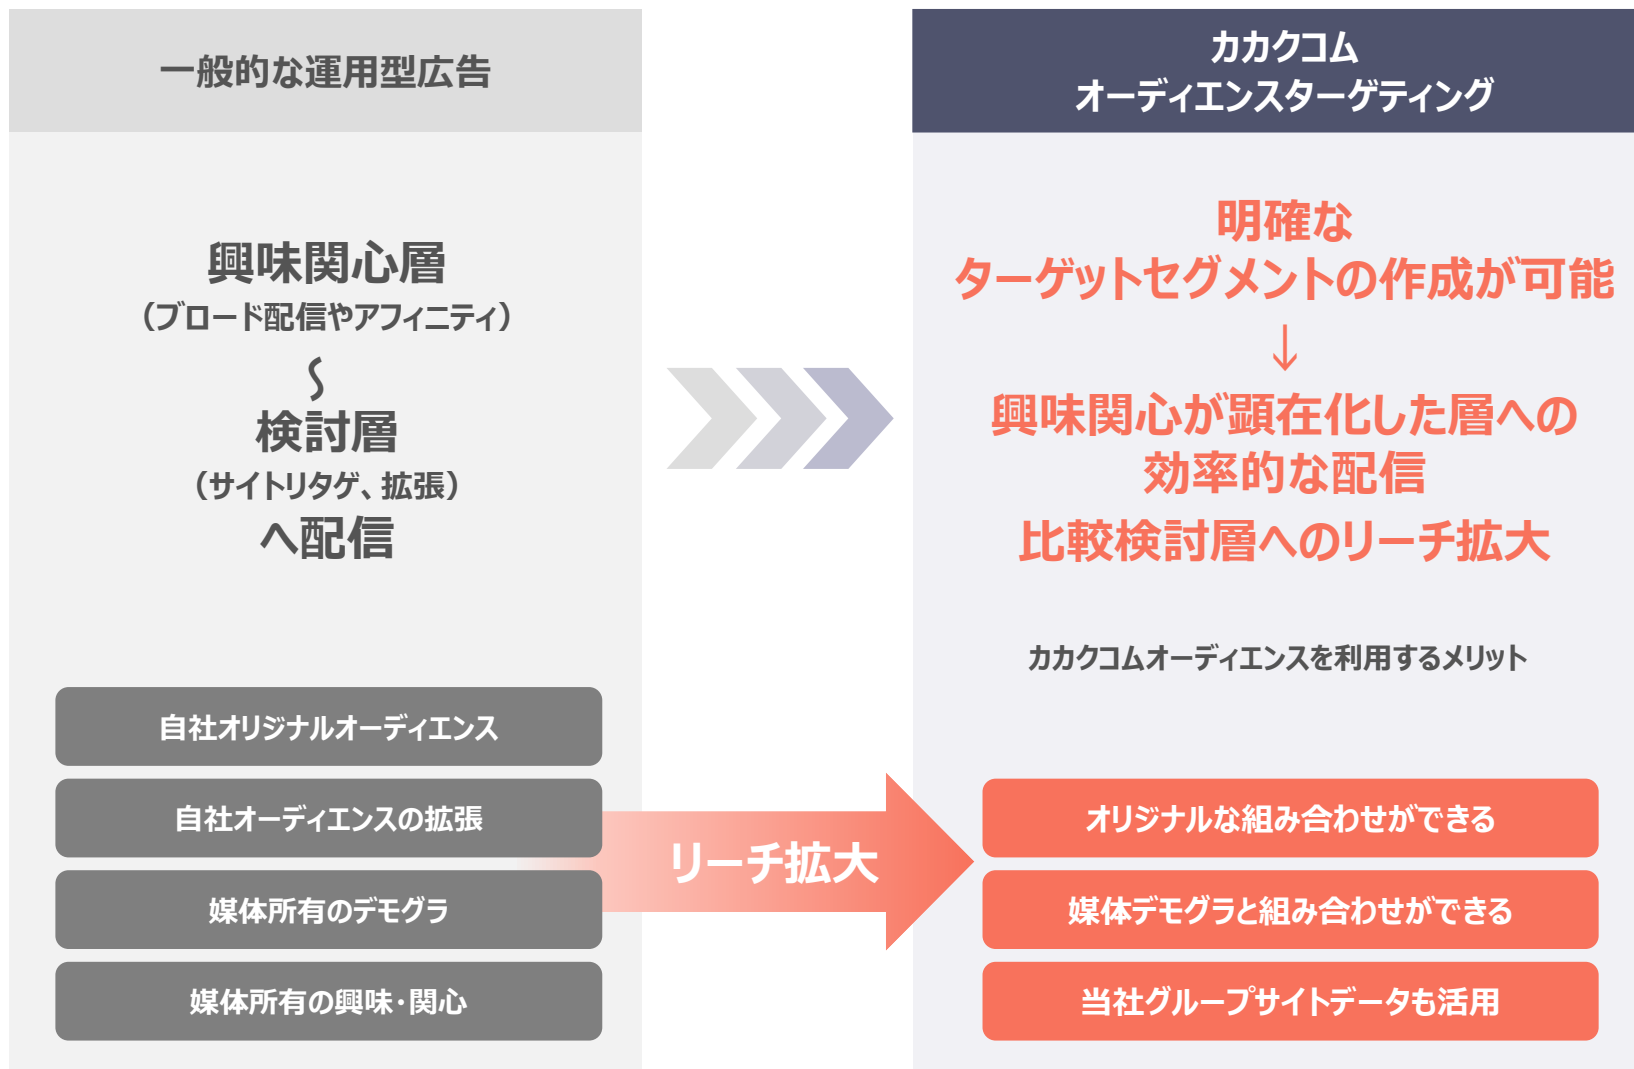 一般的な運用型広告
興味関心層
（ブロード配信やアフィニティ）
～
検討層
（サイトリタゲ、拡張）
へ配信
自社オリジナルオーディエンス
自社オーディエンスの拡張
媒体所有のデモグラ
媒体所有の興味・関心
リーチ拡大
カカクコム
オーディエンスターゲティング
明確な
ターゲットセグメントの作成が可能
↓
興味関心が顕在化した層への
効率的な配信
比較検討層へのリーチ拡大
カカクコムオーディエンスを利用するメリット
オリジナルな組み合わせができる
媒体デモグラと組み合わせができる
当社グループサイトデータも活用